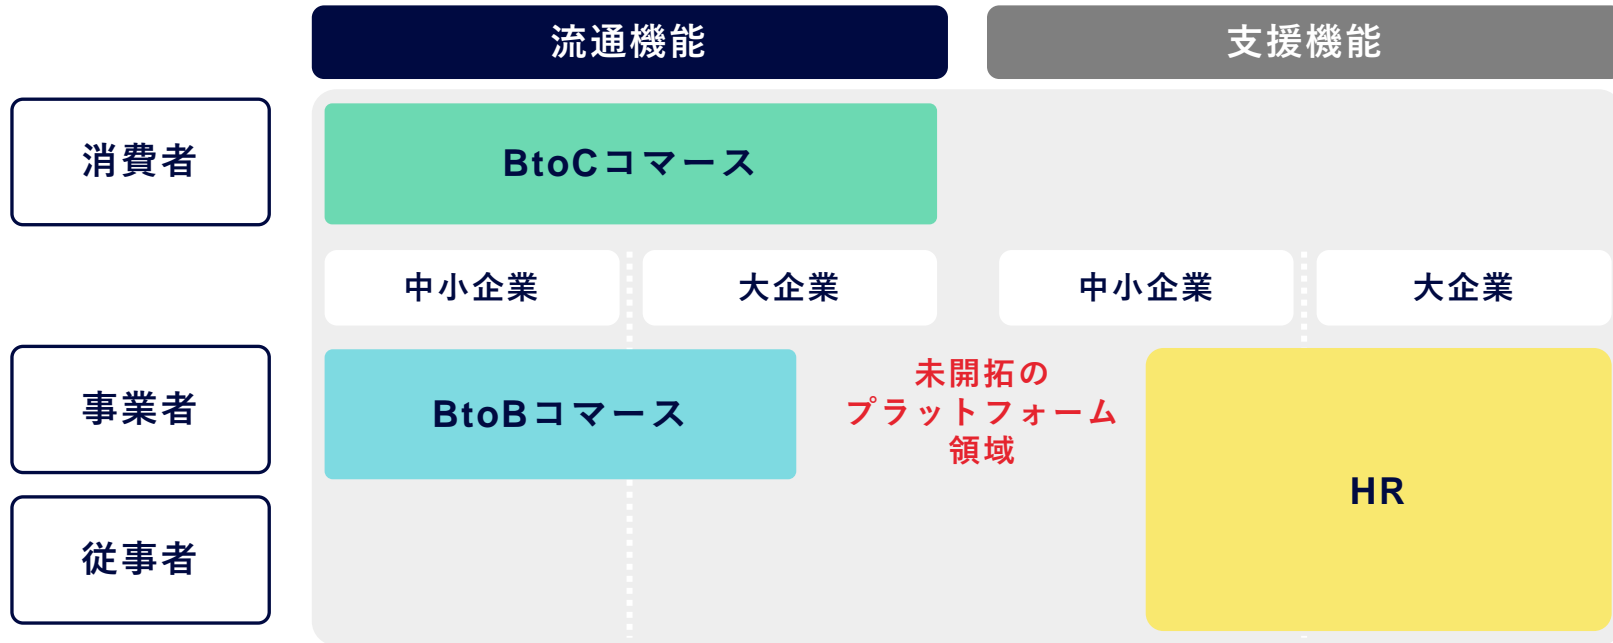 流通機能
支援機能
消費者
BtoCコマース
中小企業
大企業
中小企業
大企業
事業者
BtoBコマース
未開拓の
プラットフォーム
領域
HR
従事者